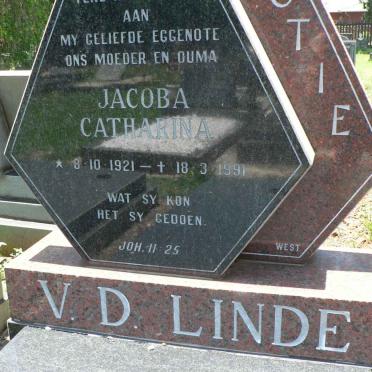 AAN
MY GELIEFDE EGGENOTE
ONS MOEDER EN OUMA
JACOBA
CATHARINA
* 8·10·1921 – + 18·3·1991
WAT SY KON
HET SY GEDOEN.
JOH. 11 : 25
TIE
WEST
V. D. LINDE